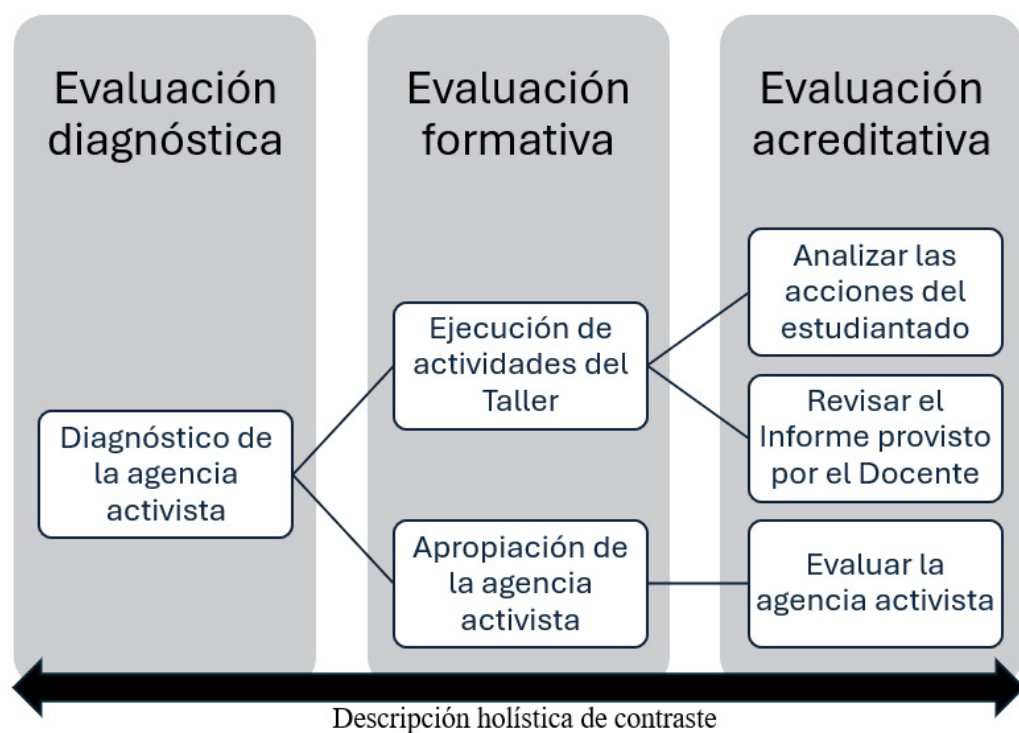 Evaluación
diagnóstica
Evaluación
formativa
Evaluación
acreditativa
Diagnóstico de
la agencia
activista
Ejecución de
actividades del
Taller
Apropiación de
la agencia
activista
Analizar las
acciones del
estudiantado
Revisar el
Informe provisto
por el Docente
Evaluar la
agencia activista
Descripción holística de contraste